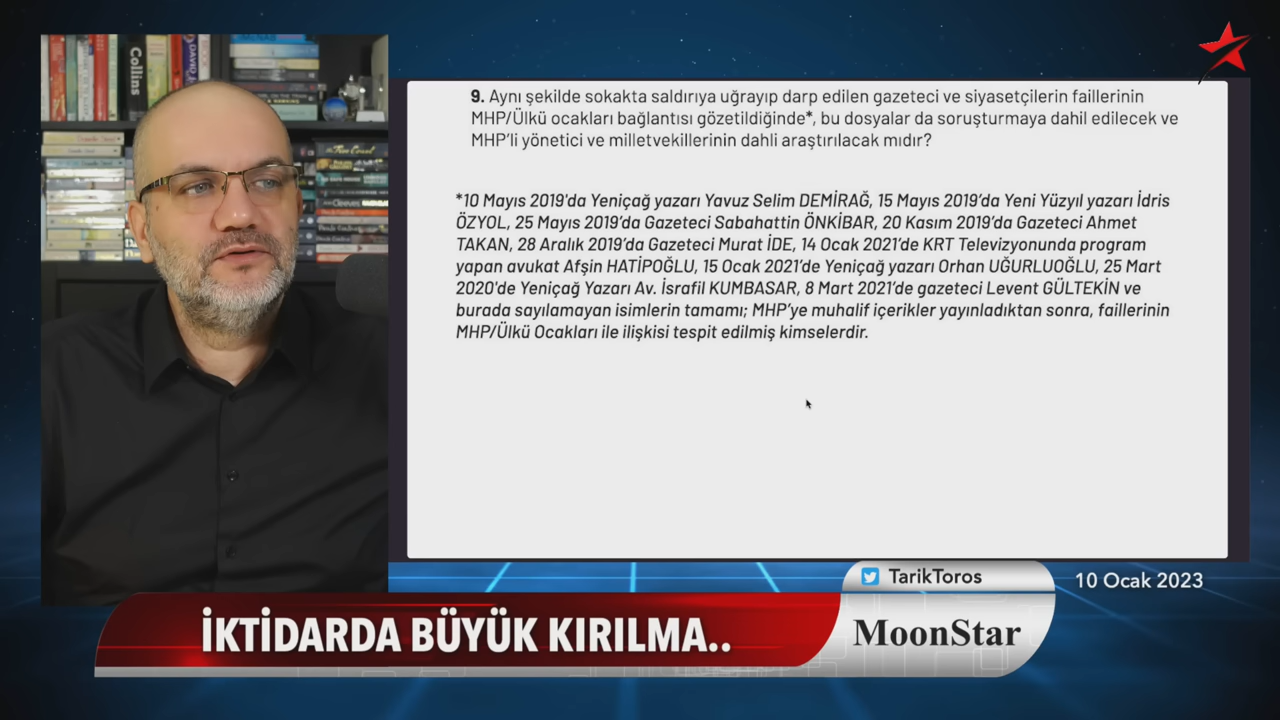 Collins
9. Aynı şekilde sokakta saldırıya uğrayıp darp edilen gazeteci ve siyasetçilerin faillerinin
MHP/Ülkü ocakları bağlantısı gözetildiğinde*, bu dosyalar da soruşturmaya dahil edilecek ve
MHP'li yönetici ve milletvekillerinin dahli araştırılacak mıdır?
*10 Mayıs 2019'da Yeniçağ yazarı Yavuz Selim DEMİRAĞ, 15 Mayıs 2019'da Yeni Yüzyıl yazarı İdris
ÖZYOL, 25 Mayıs 2019'da Gazeteci Sabahattin ÖNKİBAR, 20 Kasım 2019'da Gazeteci Ahmet
TAKAN, 28 Aralık 2019'da Gazeteci Murat İDE, 14 Ocak 2021'de KRT Televizyonunda program
yapan avukat Afşin HATİPOĞLU, 15 Ocak 2021'de Yeniçağ yazarı Orhan UĞURLUOĞLU, 25 Mart
2020'de Yeniçağ Yazarı Av. İsrafil KUMBASAR, 8 Mart 2021'de gazeteci Levent GÜLTEKİN ve
burada sayılamayan isimlerin tamamı; MHP'ye muhalif içerikler yayınladıktan sonra, faillerinin
MHP/Ülkü Ocakları ile ilişkisi tespit edilmiş kimselerdir.
TarikToros
10 Ocak 2023
İKTİDARDA BÜYÜK KIRILMA..
MoonStar